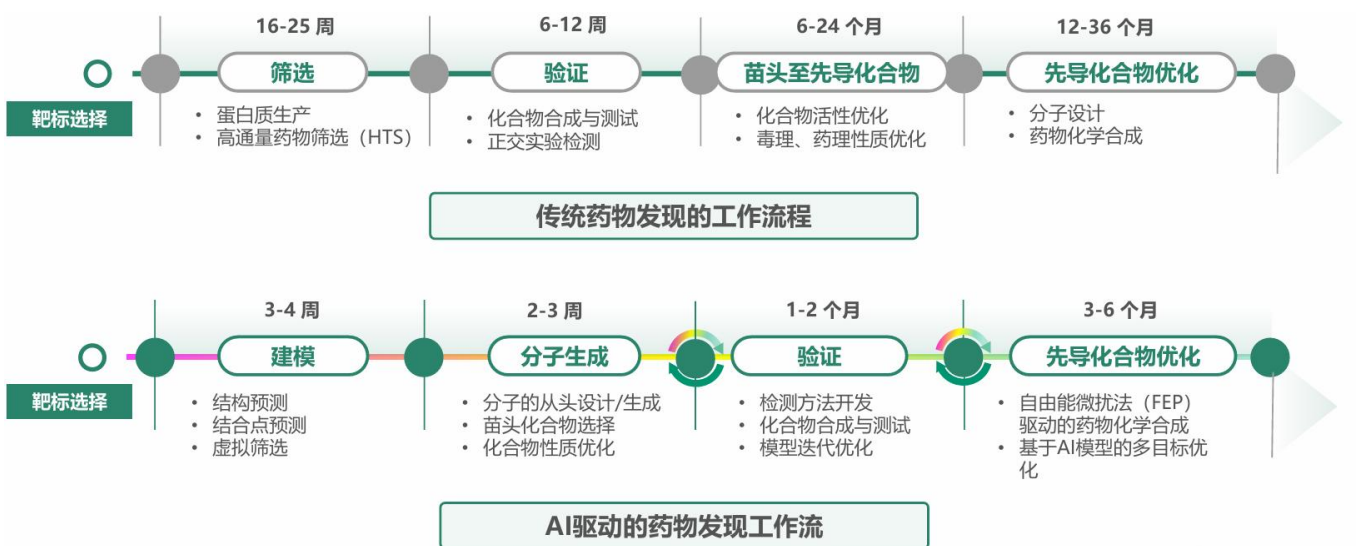 16-25 周
6-12 周
6-24 个月
12-36 个月
筛选
验证
苗头至先导化合物
先导化合物优化
靶标选择
• 蛋白质生产
• 高通量药物筛选（HTS）
• 化合物合成与测试
• 正交实验检测
• 化合物活性优化
• 毒理、药理性质优化
• 分子设计
• 药物化学合成
传统药物发现的工作流程
3-4 周
2-3 周
1-2 个月
3-6 个月
建模
分子生成
验证
先导化合物优化
靶标选择
• 结构预测
• 结合点预测
• 虚拟筛选
• 分子的从头设计/生成
• 苗头化合物选择
• 化合物性质优化
• 检测方法开发
• 化合物合成与测试
• 模型迭代优化
• 自由能微扰法（FEP）
驱动的药物化学合成
• 基于AI模型的多目标优
化
AI驱动的药物发现工作流